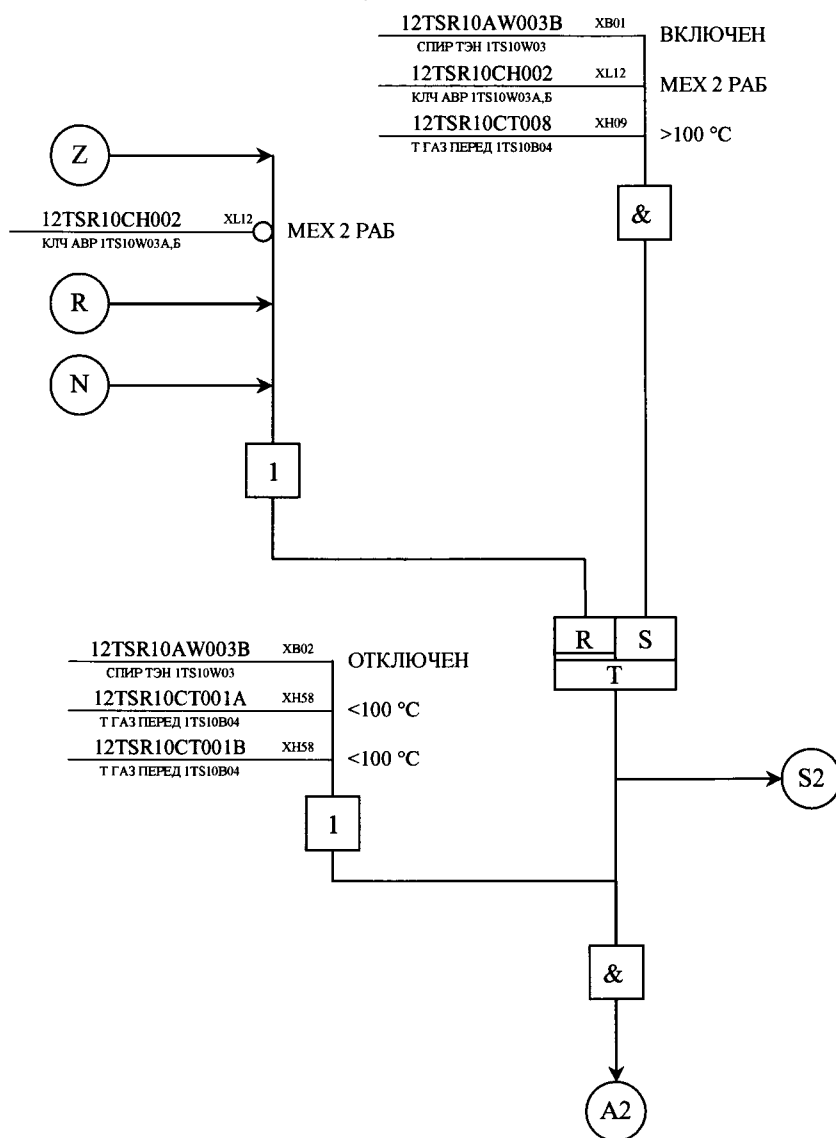 12TSR10AW003B XB01 ВКЛЮЧЕН
СПИР ТЭН 1TS10W03
12TSR10CH002 XL12 МЕХ 2 РАБ
КЛЧ АВР 1TS10W03А,Б
12TSR10CT008 XH09 >100 °C
Т ГАЗ ПЕРЕД 1TS10B04
Z
&
12TSR10CH002 XL12 МЕХ 2 РАБ
КЛЧ АВР 1TS10W03А,Б
R
N
1
R S
T
12TSR10AW003B XB02 ОТКЛЮЧЕН
СПИР ТЭН 1TS10W03
12TSR10CT001A XH58 <100 °C
Т ГАЗ ПЕРЕД 1TS10B04
12TSR10CT001B XH58 <100 °C
Т ГАЗ ПЕРЕД 1TS10B04
S2
1
&
A2